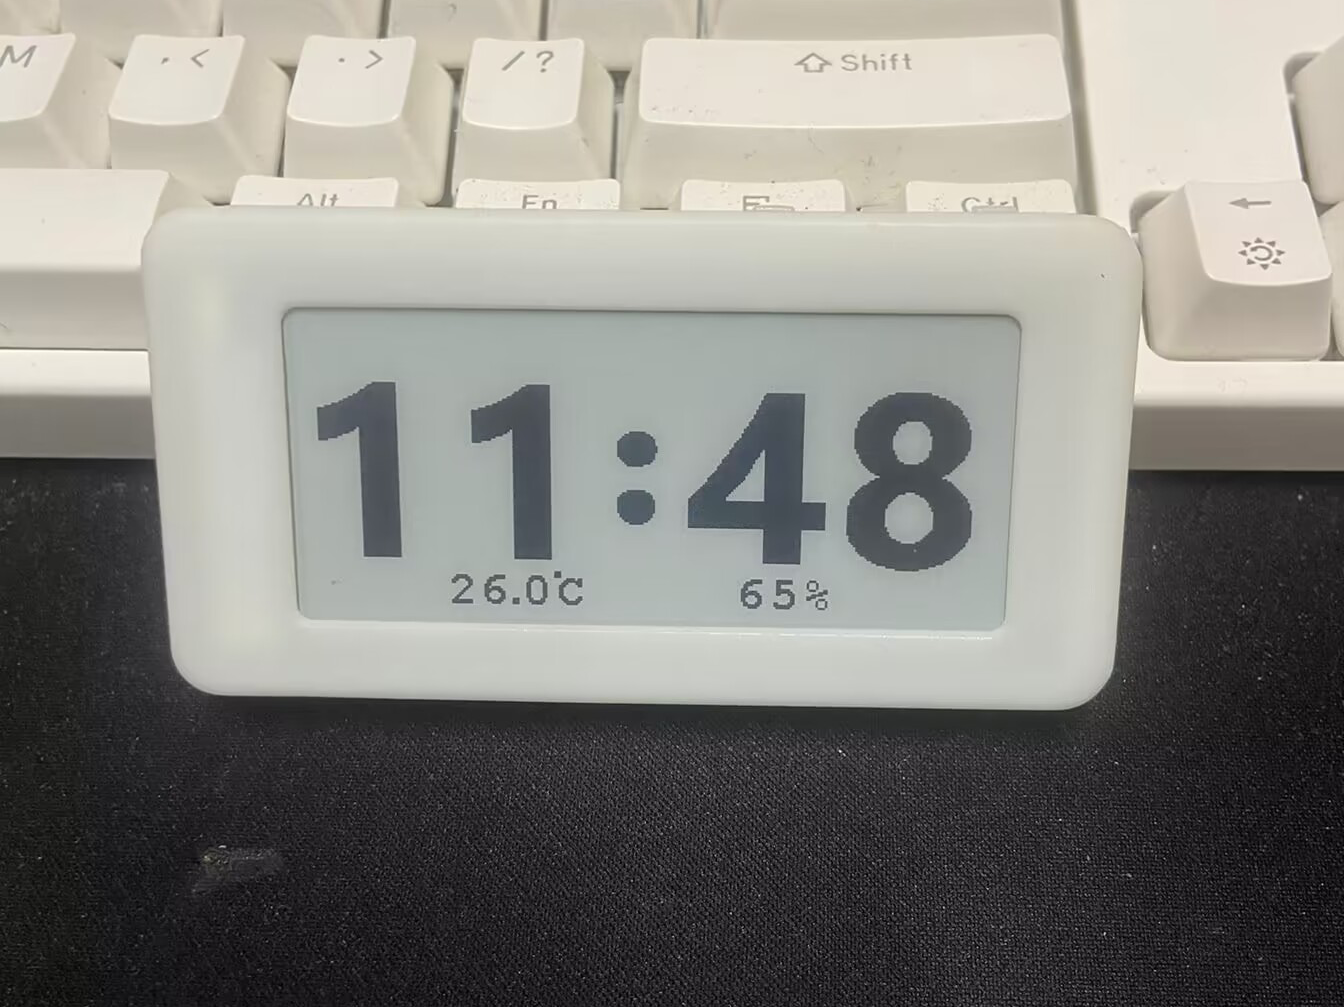 M , < . > / ? Shift
Alt Fn Ctrl
11:48
26.0℃ 65%